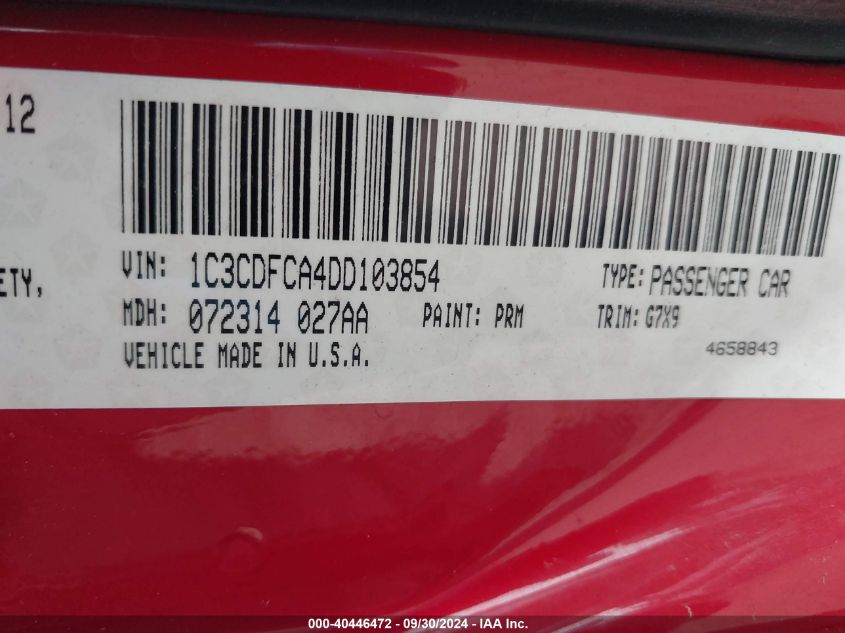 12
ETY,
VIN: 1C3CDFCA4DD103854 TYPE: PASSENGER CAR
MDH: 072314 027AA PAINT: PRM TRIM: G7X9
VEHICLE MADE IN U.S.A. 4658843
000-40446472 - 09/30/2024 - IAA Inc.